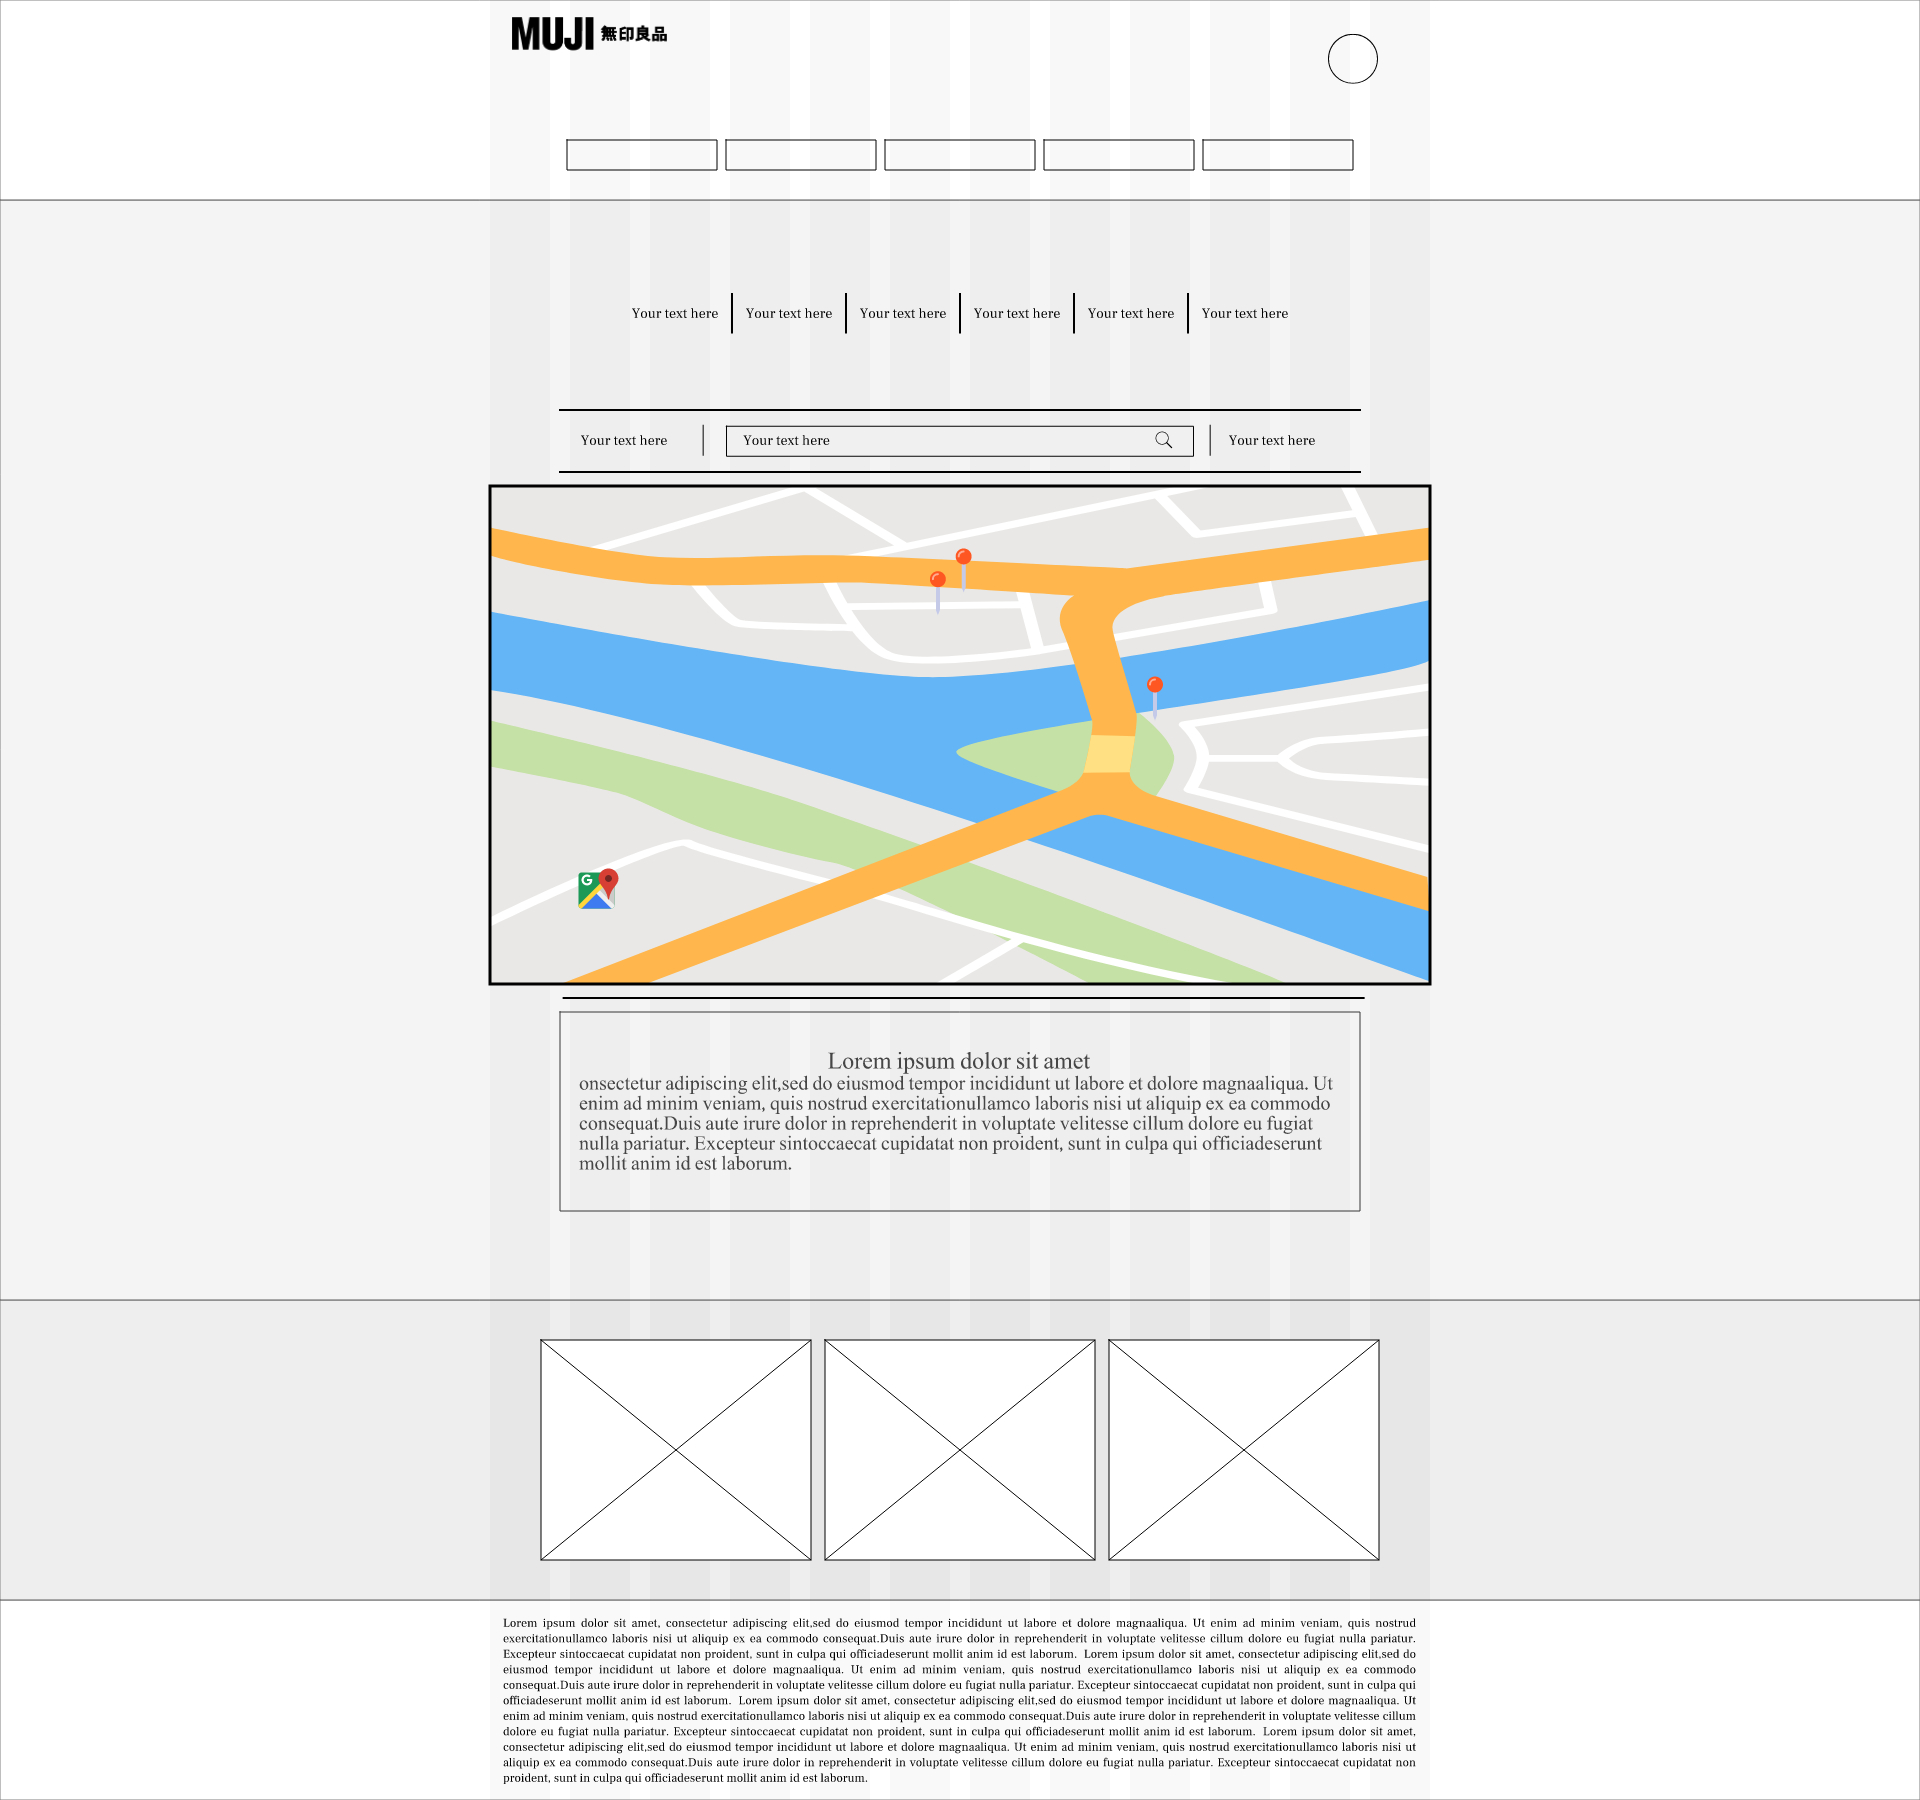 MUJI 無印良品
Your text here Your text here Your text here Your text here Your text here Your text here
Your text here Your text here Your text here
G
Lorem ipsum dolor sit amet
onsectetur adipiscing elit,sed do eiusmod tempor incididunt ut labore et dolore magnaaliqua. Ut
enim ad minim veniam, quis nostrud exercitationullamco laboris nisi ut aliquip ex ea commodo
consequat.Duis aute irure dolor in reprehenderit in voluptate velitesse cillum dolore eu fugiat
nulla pariatur. Excepteur sintoccaecat cupidatat non proident, sunt in culpa qui officiadeserunt
mollit anim id est laborum.
Lorem ipsum dolor sit amet, consectetur adipiscing elit,sed do eiusmod tempor incididunt ut labore et dolore magnaaliqua. Ut enim ad minim veniam, quis nostrud
exercitationullamco laboris nisi ut aliquip ex ea commodo consequat.Duis aute irure dolor in reprehenderit in voluptate velitesse cillum dolore eu fugiat nulla pariatur.
Excepteur sintoccaecat cupidatat non proident, sunt in culpa qui officiadeserunt mollit anim id est laborum. Lorem ipsum dolor sit amet, consectetur adipiscing elit,sed do
eiusmod tempor incididunt ut labore et dolore magnaaliqua. Ut enim ad minim veniam, quis nostrud exercitationullamco laboris nisi ut aliquip ex ea commodo
consequat.Duis aute irure dolor in reprehenderit in voluptate velitesse cillum dolore eu fugiat nulla pariatur. Excepteur sintoccaecat cupidatat non proident, sunt in culpa qui
officiadeserunt mollit anim id est laborum. Lorem ipsum dolor sit amet, consectetur adipiscing elit,sed do eiusmod tempor incididunt ut labore et dolore magnaaliqua. Ut
enim ad minim veniam, quis nostrud exercitationullamco laboris nisi ut aliquip ex ea commodo consequat.Duis aute irure dolor in reprehenderit in voluptate velitesse cillum
dolore eu fugiat nulla pariatur. Excepteur sintoccaecat cupidatat non proident, sunt in culpa qui officiadeserunt mollit anim id est laborum. Lorem ipsum dolor sit amet,
consectetur adipiscing elit,sed do eiusmod tempor incididunt ut labore et dolore magnaaliqua. Ut enim ad minim veniam, quis nostrud exercitationullamco laboris nisi ut
aliquip ex ea commodo consequat.Duis aute irure dolor in reprehenderit in voluptate velitesse cillum dolore eu fugiat nulla pariatur. Excepteur sintoccaecat cupidatat non
proident, sunt in culpa qui officiadeserunt mollit anim id est laborum.